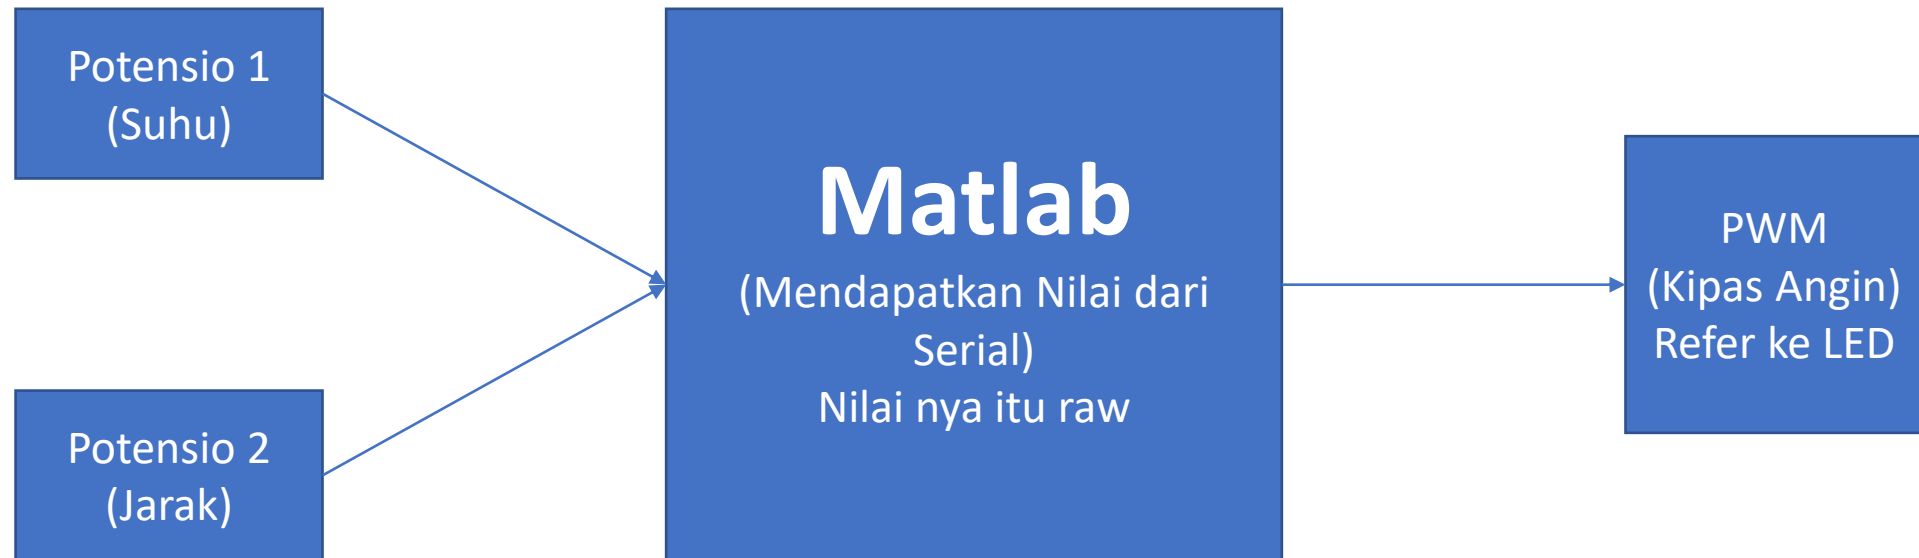 Potensio 1
(Suhu)
Potensio 2
(Jarak)
Matlab
(Mendapatkan Nilai dari
Serial)
Nilai nya itu raw
PWM
(Kipas Angin)
Refer ke LED